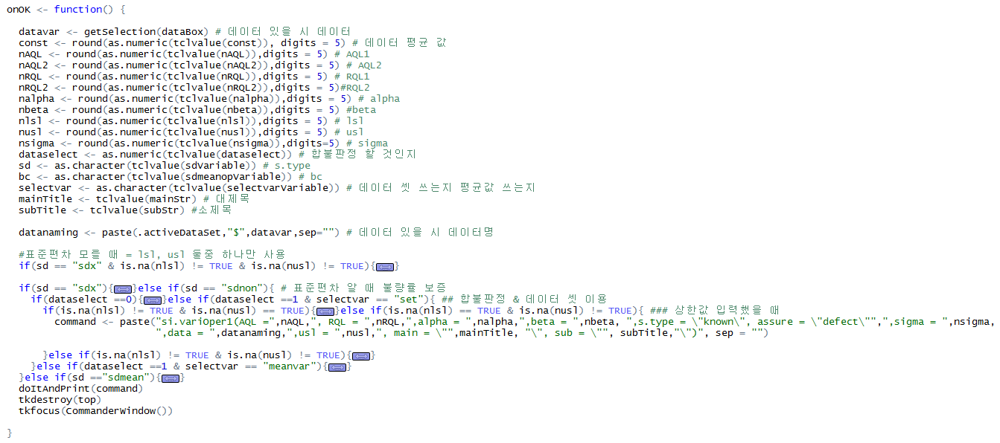 onOK <- function() {
datavar <- getSelection(dataBox) # 데이터 있을 시 데이터
const <- round(as.numeric(tclvalue(const)), digits = 5) # 데이터 평균 값
nAQL <- round(as.numeric(tclvalue(nAQL)),digits = 5) # AQL1
nAQL2 <- round(as.numeric(tclvalue(nAQL2)),digits = 5) # AQL2
nRQL <- round(as.numeric(tclvalue(nRQL)),digits = 5) # RQL1
nRQL2 <- round(as.numeric(tclvalue(nRQL2)),digits = 5)#RQL2
nalpha <- round(as.numeric(tclvalue(nalpha)),digits = 5) # alpha
nbeta <- round(as.numeric(tclvalue(nbeta)),digits = 5) #beta
nlsl <- round(as.numeric(tclvalue(nlsl)),digits = 5) # lsl
nusl <- round(as.numeric(tclvalue(nusl)),digits = 5) # usl
nsigma <- round(as.numeric(tclvalue(nsigma)),digits=5) # sigma
dataselect <- as.numeric(tclvalue(dataselect)) # 합불판정 할 것인지
sd <- as.character(tclvalue(sdVariable)) # s.type
bc <- as.character(tclvalue(sdmeanopVariable)) # bc
selectvar <- as.character(tclvalue(selectvarVariable)) # 데이터 셋 쓰는지 평균값 쓰는지
mainTitle <- tclvalue(mainStr) # 대제목
subTitle <- tclvalue(subStr) #소제목
datanaming <- paste(.activeDataSet,"$",datavar,sep="") # 데이터 있을 시 데이터명
#표준편차 모를 때 = lsl, usl 둘중 하나만 사용
if(sd == "sdx" & is.na(nlsl) != TRUE & is.na(nusl) != TRUE){}
if(sd == "sdx"){}else if(sd == "sdnon"){ # 표준편차 알 때 불량률 보증
if(dataselect ==0){}else if(dataselect ==1 & selectvar == "set"){ ## 합불판정 & 데이터 셋 이용
if(is.na(nlsl) != TRUE & is.na(nusl) == TRUE){}else if(is.na(nlsl) == TRUE & is.na(nusl) != TRUE){ ### 상한값 입력했을 때
command <- paste("si.varioper1(AQL =",nAQL,", RQL = ",nRQL,",alpha = ",nalpha,",beta = ",nbeta, ",s.type = \"known\", assure = \"defect\"",",sigma = ",nsigma,
",data = ",datanaming,",usl = ",nusl,", main = \"",mainTitle, "\", sub = \"", subTitle,"\")", sep = "")
}else if(is.na(nlsl) != TRUE & is.na(nusl) != TRUE){}
}else if(dataselect ==1 & selectvar == "meanvar"){}
}else if(sd =="sdmean"){}
doItAndPrint(command)
tkdestroy(top)
tkfocus(CommanderWindow())
}